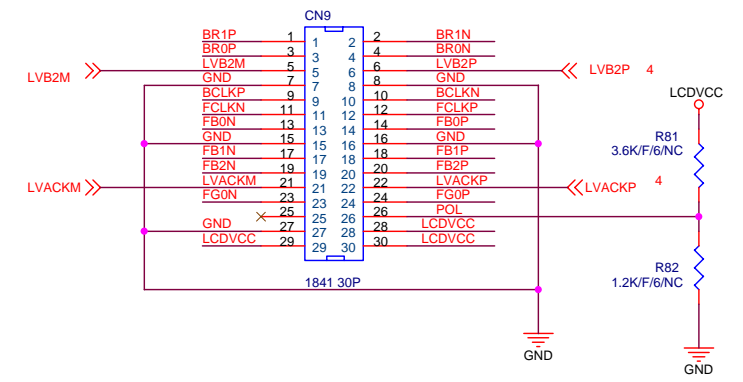 CN9
BR1P 1 1 2 2 BR1N
BR0P 3 3 4 4 BR0N
LVB2M LVB2M 5 5 6 6 LVB2P LVB2P 4
GND 7 7 8 8 GND
BCLKP 9 9 10 10 BCLKN
LCDVCC
FCLKN 11 11 12 12 FCLKP
FB0N 13 13 14 14 FB0P
GND 15 15 16 16 GND
R81
3.6K/F/6/NC
FB1N 17 17 18 18 FB1P
FB2N 19 19 20 20 FB2P
LVACKM LVACKM 21 21 22 22 LVACKP LVACKP 4
FG0N 23 23 24 24 FG0P
25 25 26 26 POL
GND 27 27 28 28 LCDVCC
LCDVCC 29 29 30 30 LCDVCC
R82
1.2K/F/6/NC
1841 30P
GND
GND